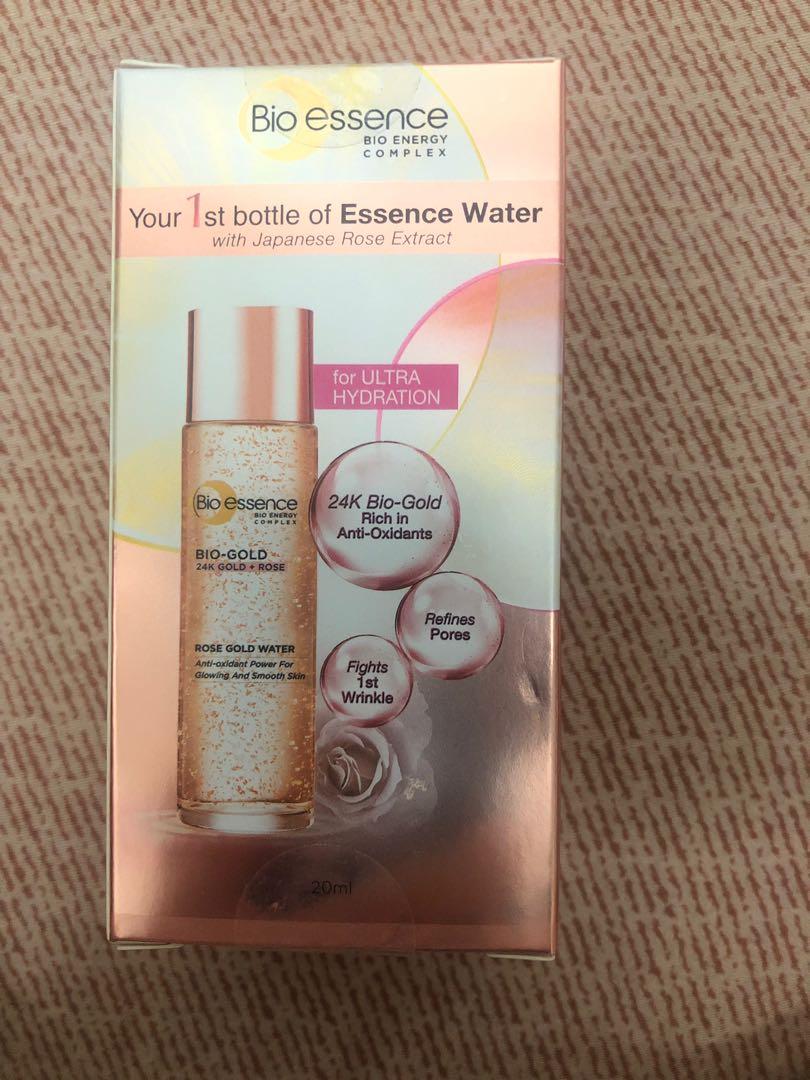 Bio essence
BIO ENERGY
COMPLEX
Your 1st bottle of Essence Water
with Japanese Rose Extract
for ULTRA
HYDRATION
24K Bio-Gold
Rich in
Anti-Oxidants
Refines
Pores
Fights
1st
Wrinkle
Bio essence
BIO ENERGY
COMPLEX
BIO-GOLD
24K GOLD + ROSE
ROSE GOLD WATER
Anti-oxidant Power For
Glowing And Smooth Skin
20ml